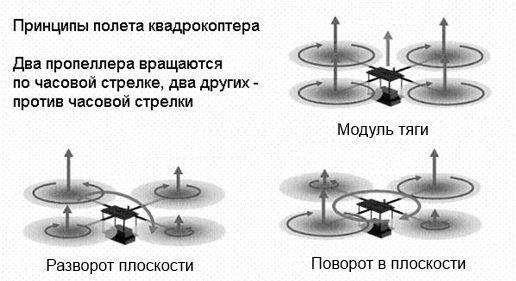 Принципы полета квадрокоптера
Два пропеллера вращаются
по часовой стрелке, два других -
против часовой стрелки
Модуль тяги
Разворот плоскости
Поворот в плоскости